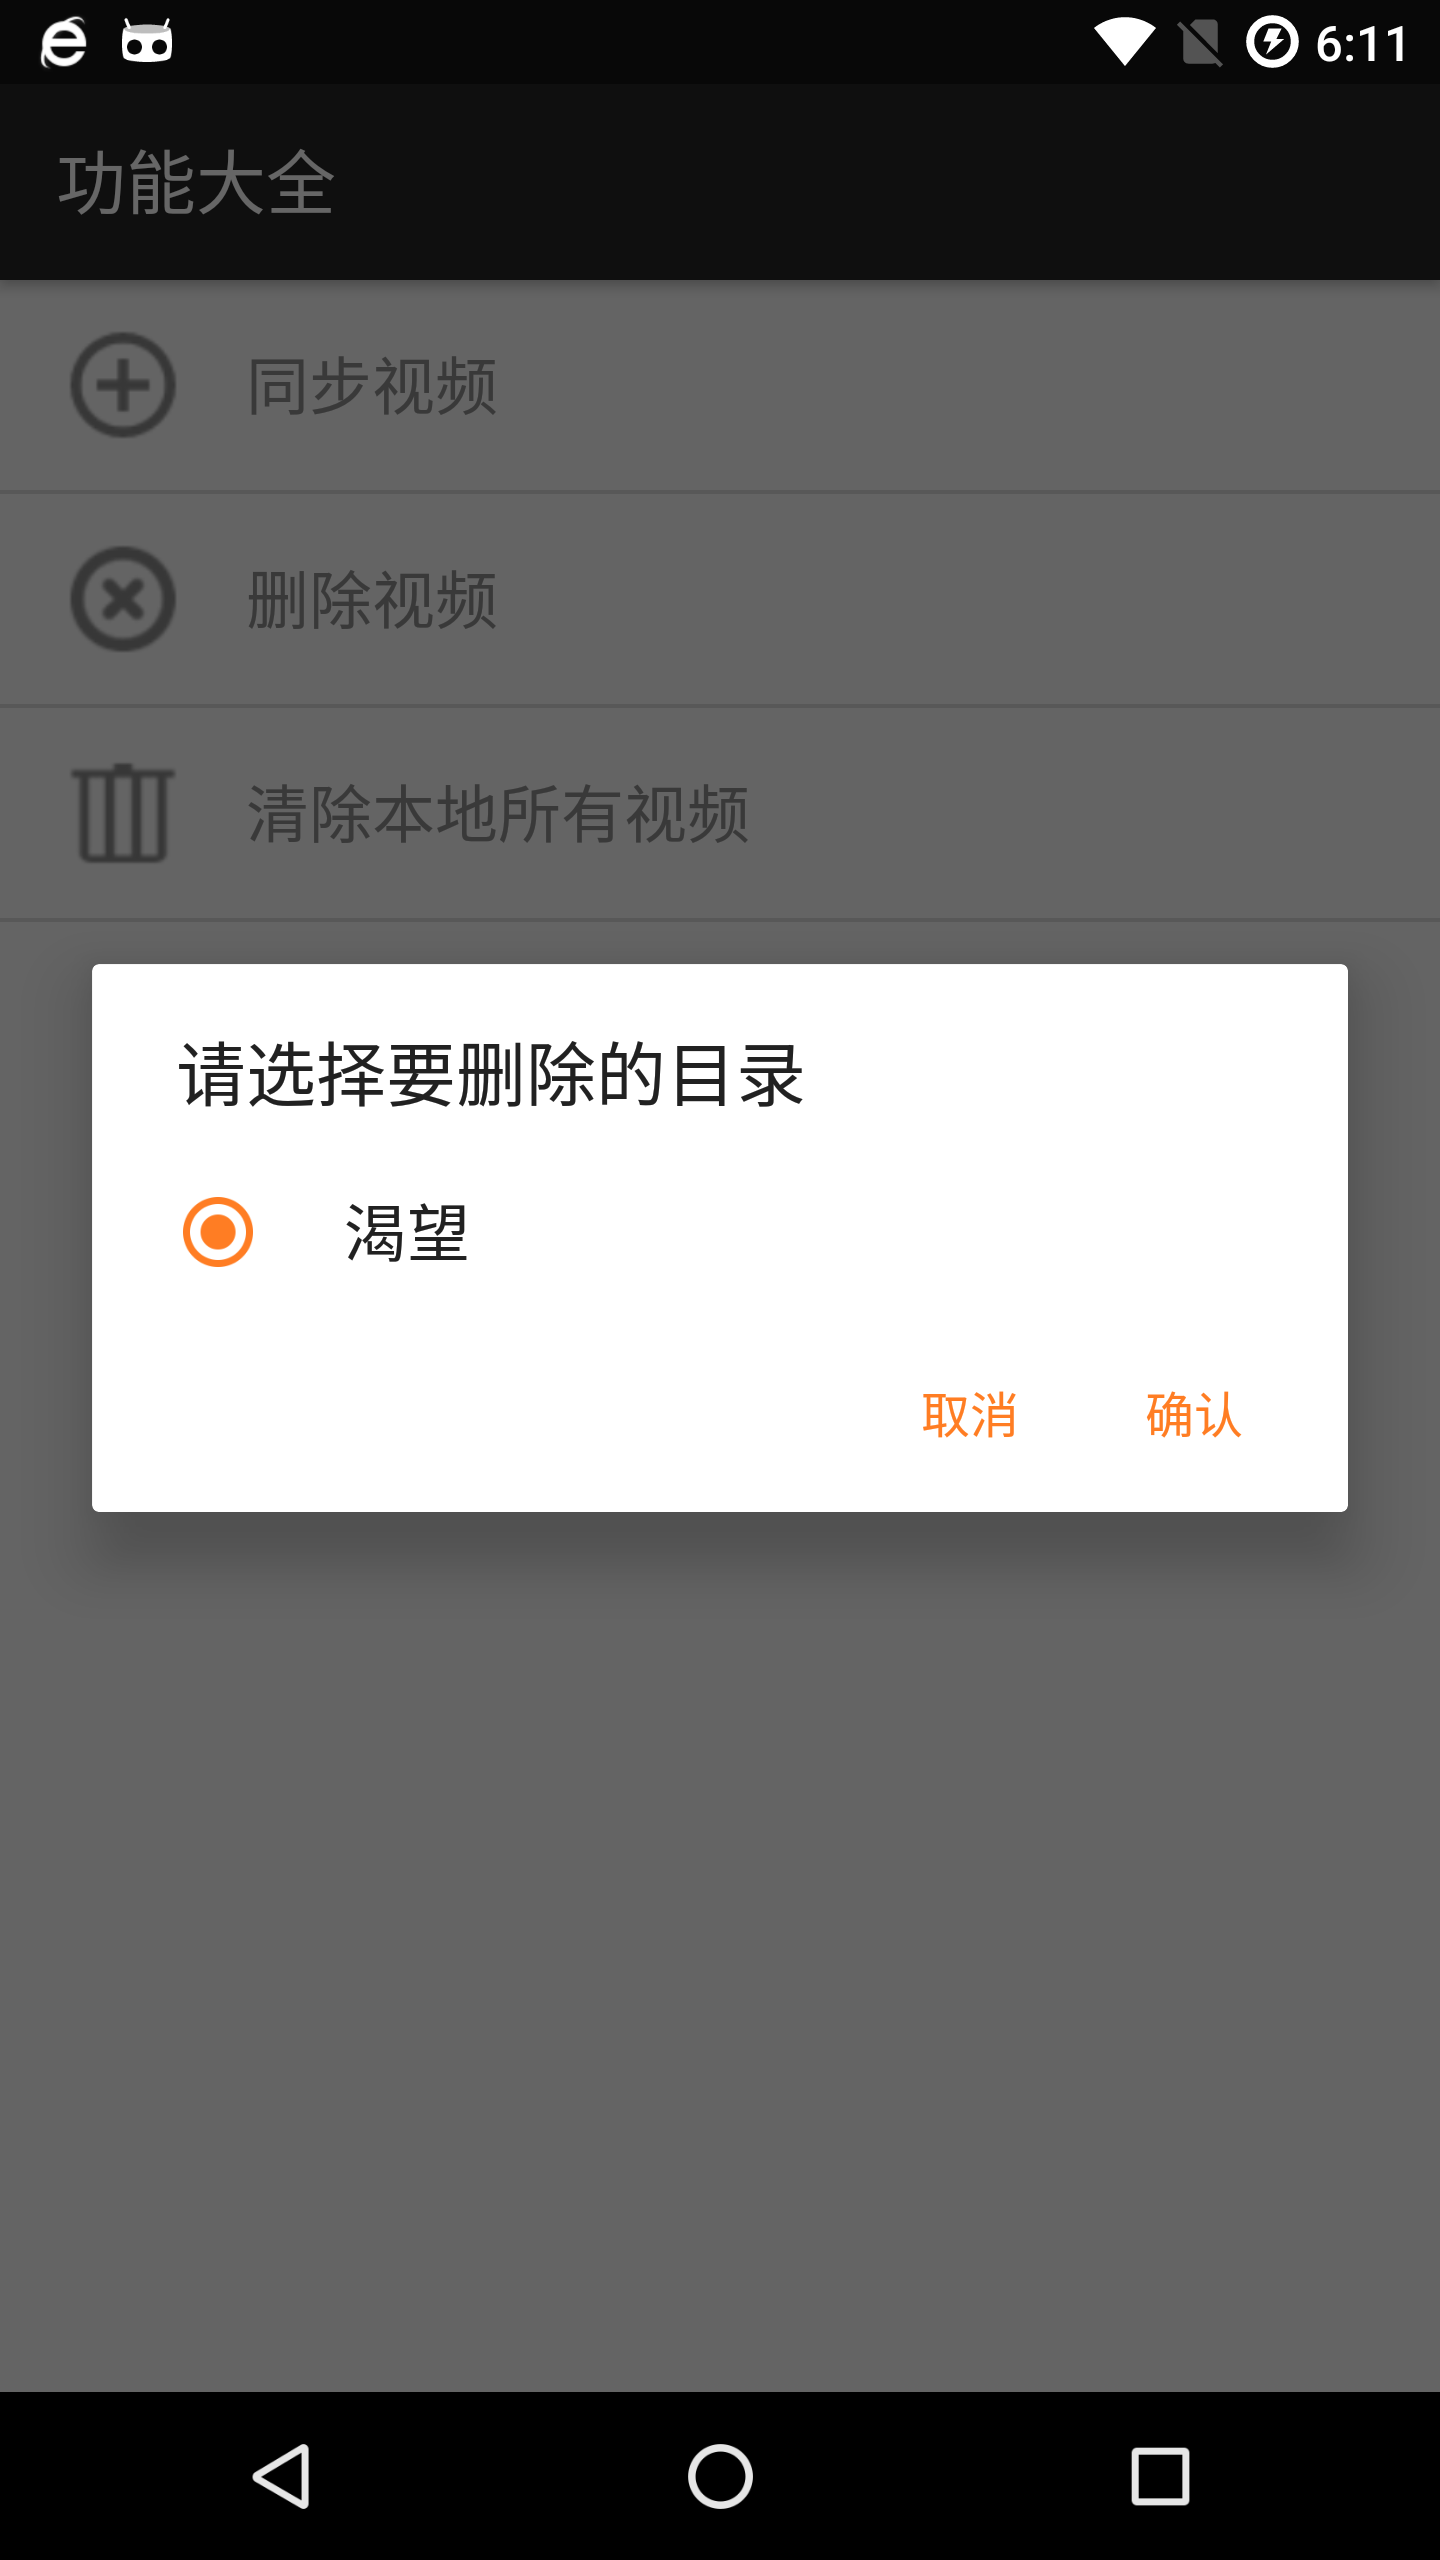 6:11
功能大全
同步视频
删除视频
清除本地所有视频
请选择要删除的目录
渴望
取消 确认